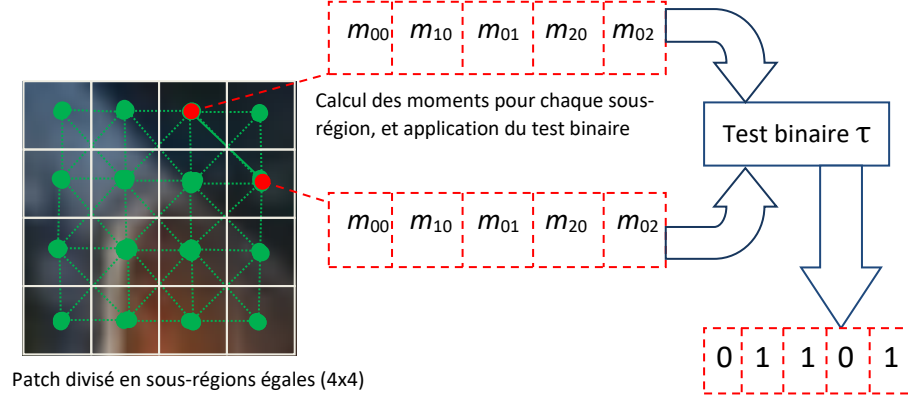 m00 m10 m01 m20 m02
Calcul des moments pour chaque sous-
région, et application du test binaire
Test binaire τ
m00 m10 m01 m20 m02
0 1 1 0 1
Patch divisé en sous-régions égales (4x4)